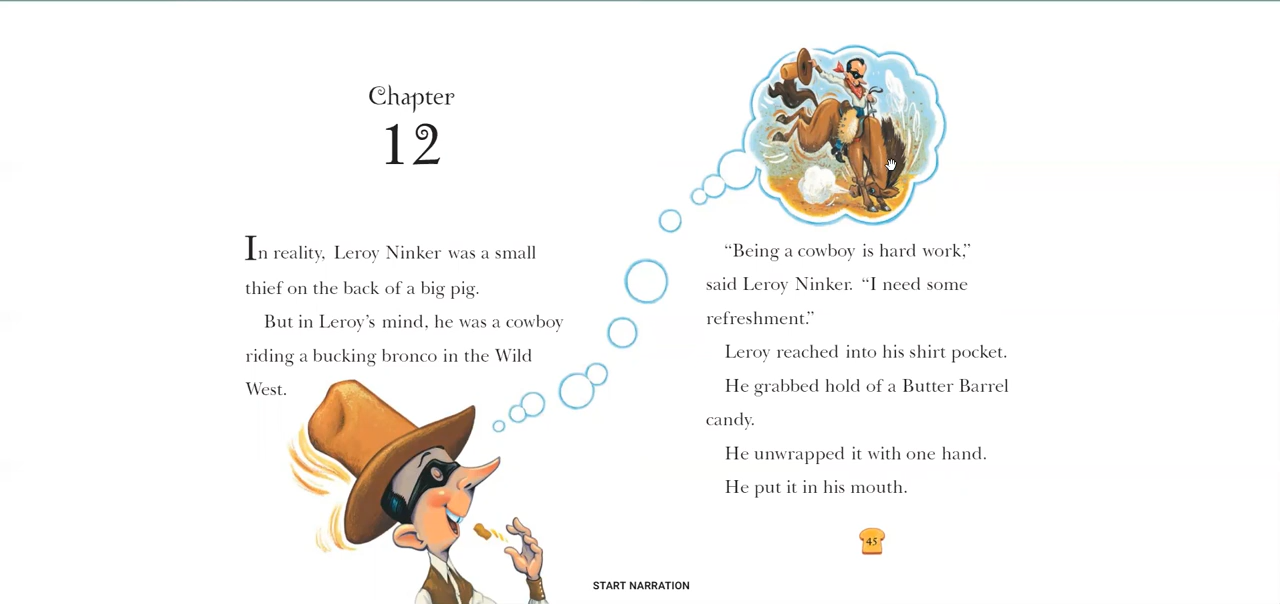 Chapter
12
In reality, Leroy Ninker was a small
thief on the back of a big pig.
But in Leroy’s mind, he was a cowboy
riding a bucking bronco in the Wild
West.
“Being a cowboy is hard work,”
said Leroy Ninker. “I need some
refreshment.”
Leroy reached into his shirt pocket.
He grabbed hold of a Butter Barrel
candy.
He unwrapped it with one hand.
He put it in his mouth.
45
START NARRATION